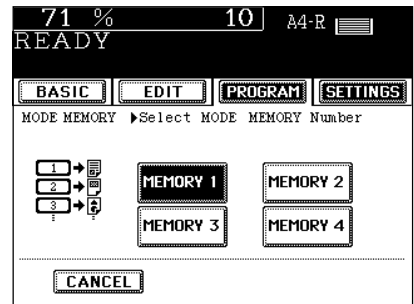 71 % 10 A4-R
READY
BASIC EDIT PROGRAM SETTINGS
MODE MEMORY ▶Select MODE MEMORY Number
1
2
3
MEMORY 1 MEMORY 2
MEMORY 3 MEMORY 4
CANCEL